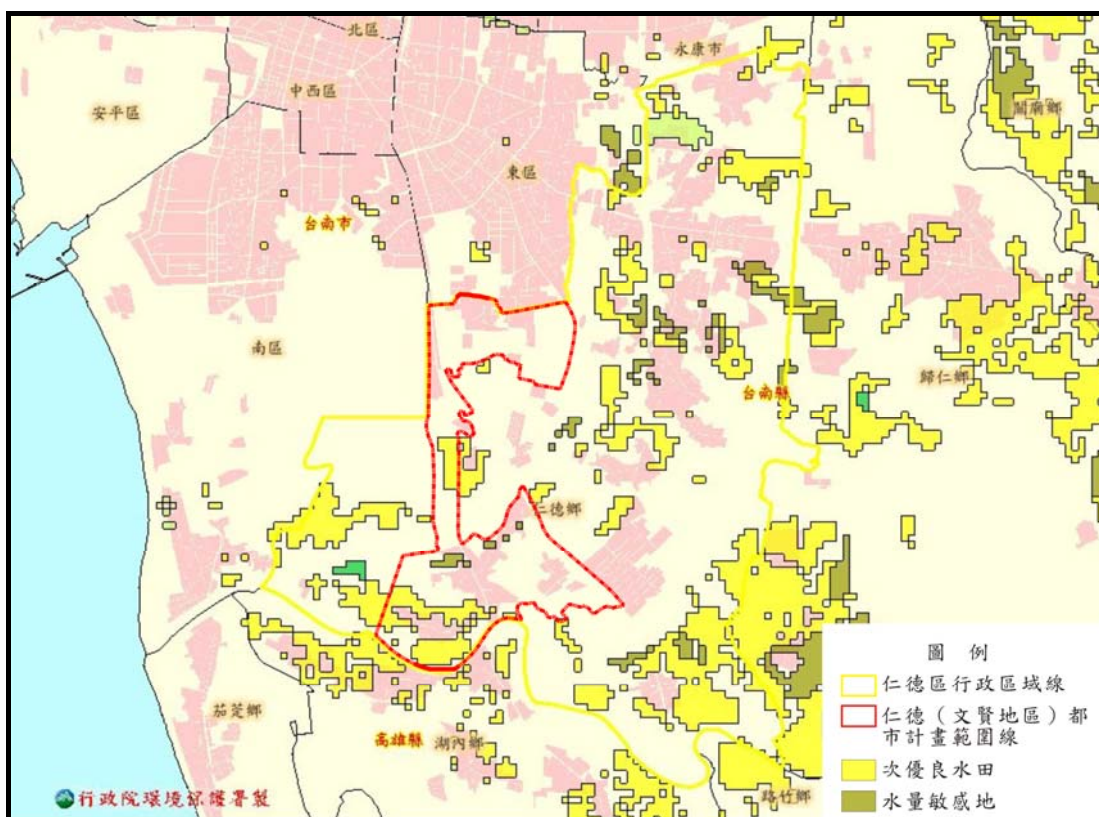 北區
永康市
7
中西區
安平區
關廟鄉
東區
台南市
南區
歸仁鄉
台南縣
仁德鄉
茄萣鄉
高雄縣
湖內鄉
路竹鄉
行政院環境保護署製
圖 例
仁德區行政區域線
仁德（文賢地區）都
市計畫範圍線
次優良水田
水量敏感地